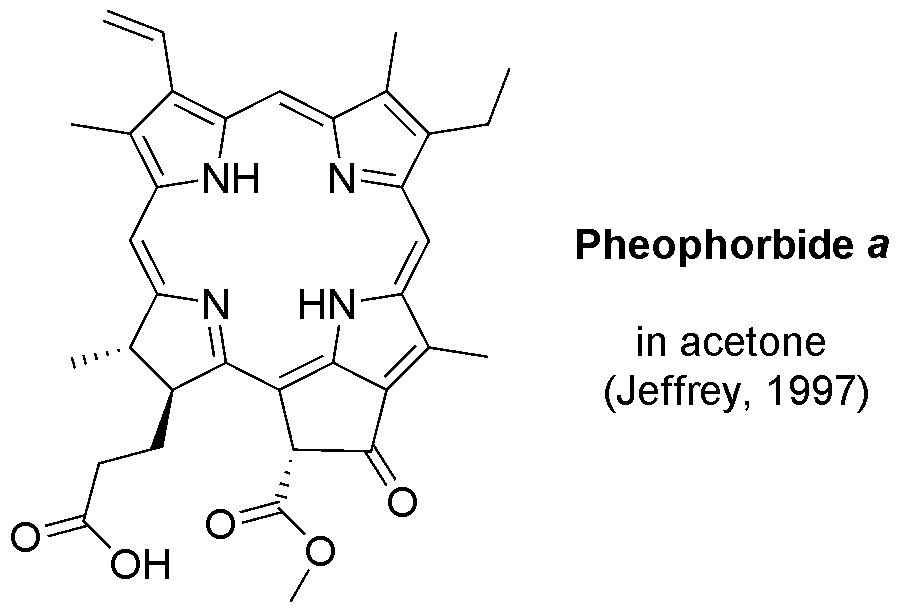 NH
N
Pheophorbide a
N
HN
in acetone
(Jeffrey, 1997)
O
O
O
OH
O